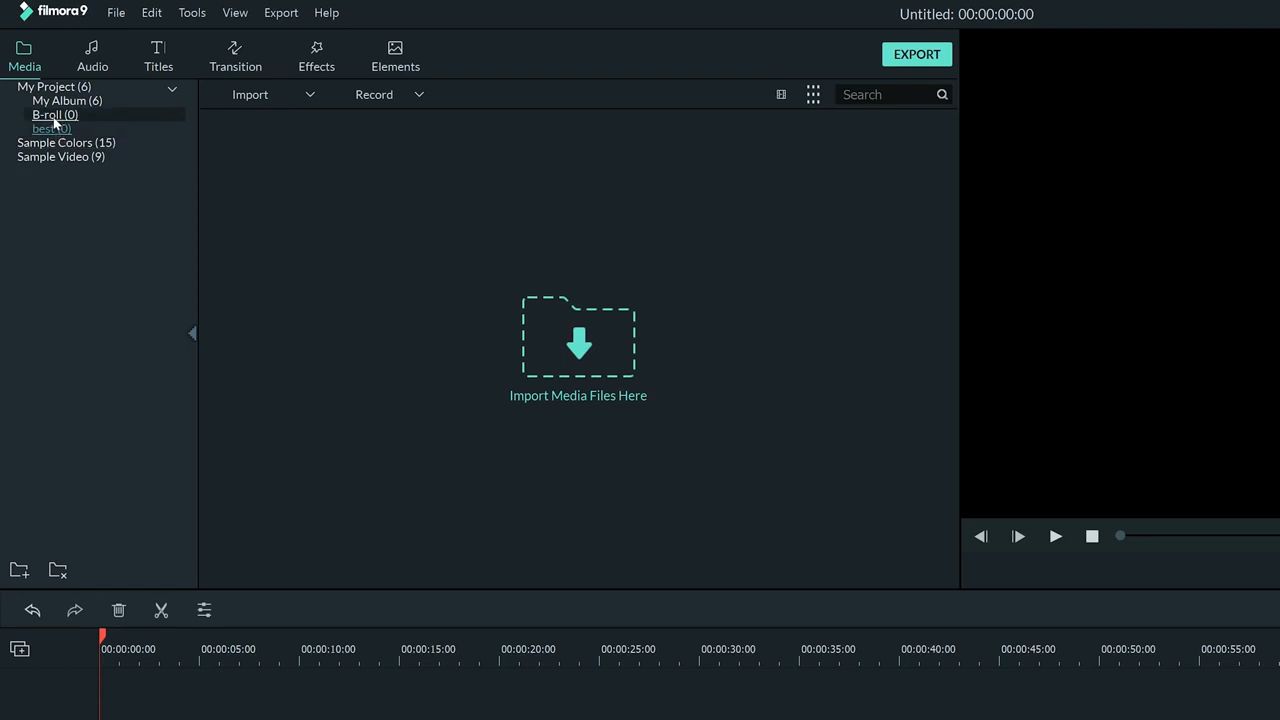 filmora9 File Edit Tools View Export Help Untitled: 00:00:00:00
Media Audio Titles Transition Effects Elements EXPORT
My Project (6)
Import Record Search
My Album (6)
B-roll (0)
best (0)
Sample Colors (15)
Sample Video (9)
Import Media Files Here
00:00:00:00 00:00:05:00 00:00:10:00 00:00:15:00 00:00:20:00 00:00:25:00 00:00:30:00 00:00:35:00 00:00:40:00 00:00:45:00 00:00:50:00 00:00:55:00